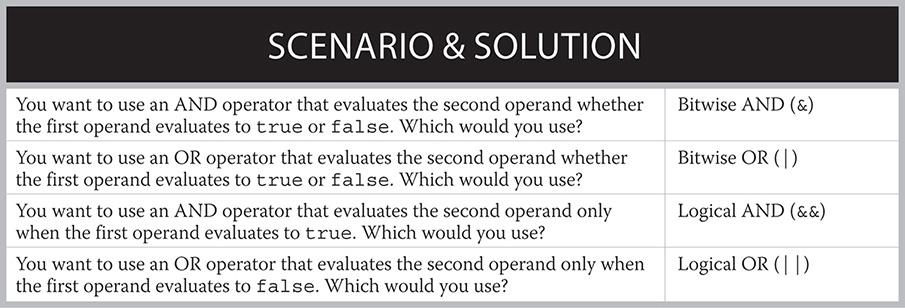 SCENARIO & SOLUTION
You want to use an AND operator that evaluates the second operand whether
the first operand evaluates to true or false. Which would you use?
Bitwise AND (&)
You want to use an OR operator that evaluates the second operand whether
the first operand evaluates to true or false. Which would you use?
Bitwise OR (|)
You want to use an AND operator that evaluates the second operand only
when the first operand evaluates to true. Which would you use?
Logical AND (&&)
You want to use an OR operator that evaluates the second operand only when
the first operand evaluates to false. Which would you use?
Logical OR (||)